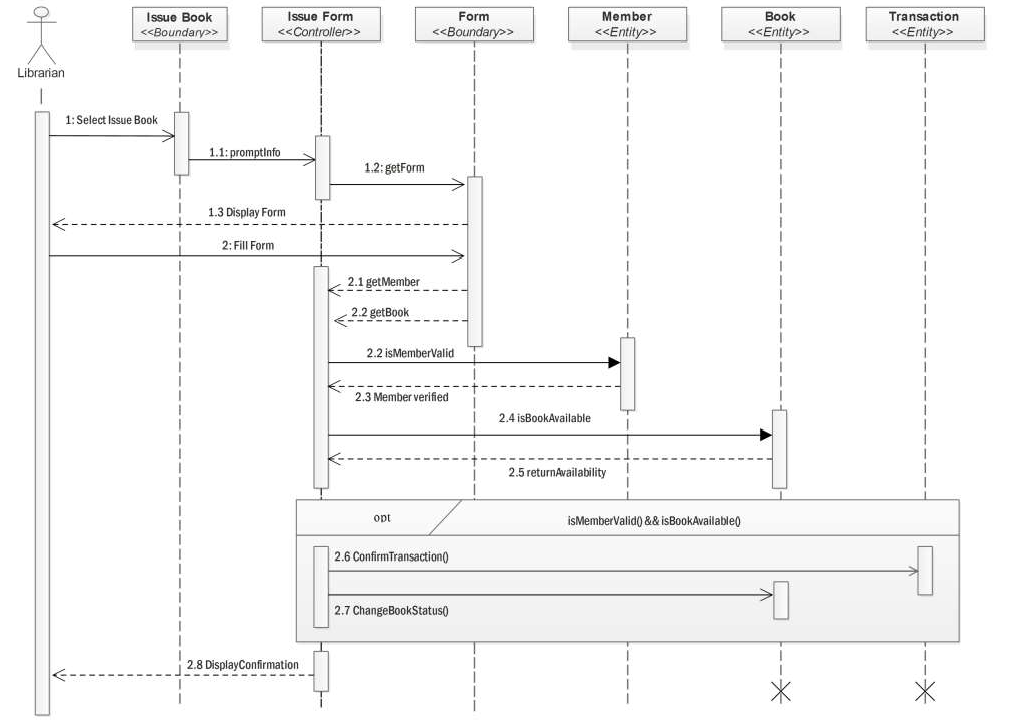 Issue Book
<<Boundary>>
Issue Form
<<Controller>>
Form
<<Boundary>>
Member
<<Entity>>
Book
<<Entity>>
Transaction
<<Entity>>
Librarian
1: Select Issue Book
1.1: promptInfo
1.2: getForm
1.3 Display Form
2: Fill Form
2.1 getMember
2.2 getBook
2.2 isMemberValid
2.3 Member verified
2.4 isBookAvailable
2.5 returnAvailability
opt
isMemberValid() && isBookAvailable()
2.6 ConfirmTransaction()
2.7 ChangeBookStatus()
2.8 DisplayConfirmation